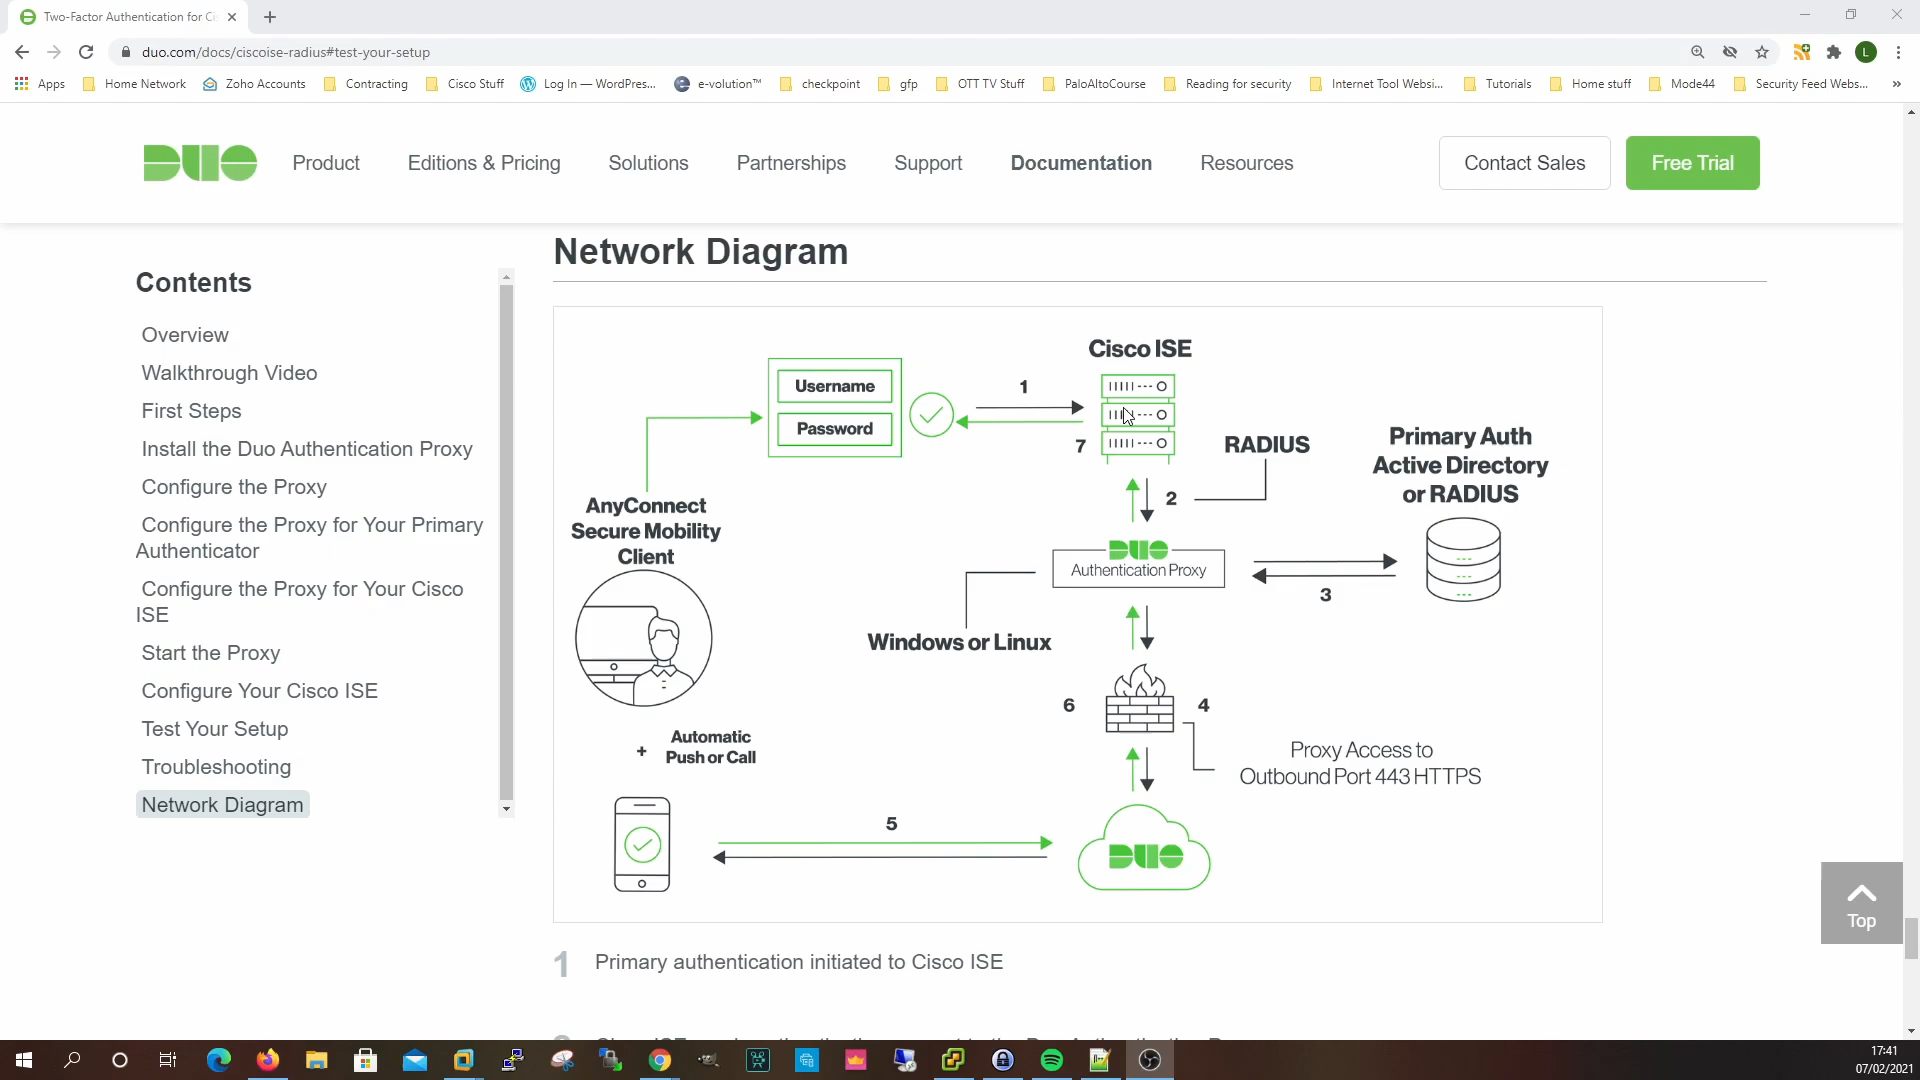 Two-Factor Authentication for Ci
duo.com/docs/ciscoise-radius#test-your-setup
L
Apps
Home Network
Zoho Accounts
Contracting
Cisco Stuff
Log In — WordPres...
e-volution™
checkpoint
gfp
OTT TV Stuff
PaloAltoCourse
Reading for security
Internet Tool Websi...
Tutorials
Home stuff
Mode44
Security Feed Webs...
»
DUO
Product
Editions & Pricing
Solutions
Partnerships
Support
Documentation
Resources
Contact Sales
Free Trial
Contents
Overview
Walkthrough Video
First Steps
Install the Duo Authentication Proxy
Configure the Proxy
Configure the Proxy for Your Primary
Authenticator
Configure the Proxy for Your Cisco
ISE
Start the Proxy
Configure Your Cisco ISE
Test Your Setup
Troubleshooting
Network Diagram
Network Diagram
Cisco ISE
Username
Password
1
7
RADIUS
2
Primary Auth
Active Directory
or RADIUS
AnyConnect
Secure Mobility
Client
DUO
Authentication Proxy
3
Windows or Linux
6
4
+
Automatic
Push or Call
Proxy Access to
Outbound Port 443 HTTPS
5
DUO
Top
1 Primary authentication initiated to Cisco ISE
17:41
07/02/2021